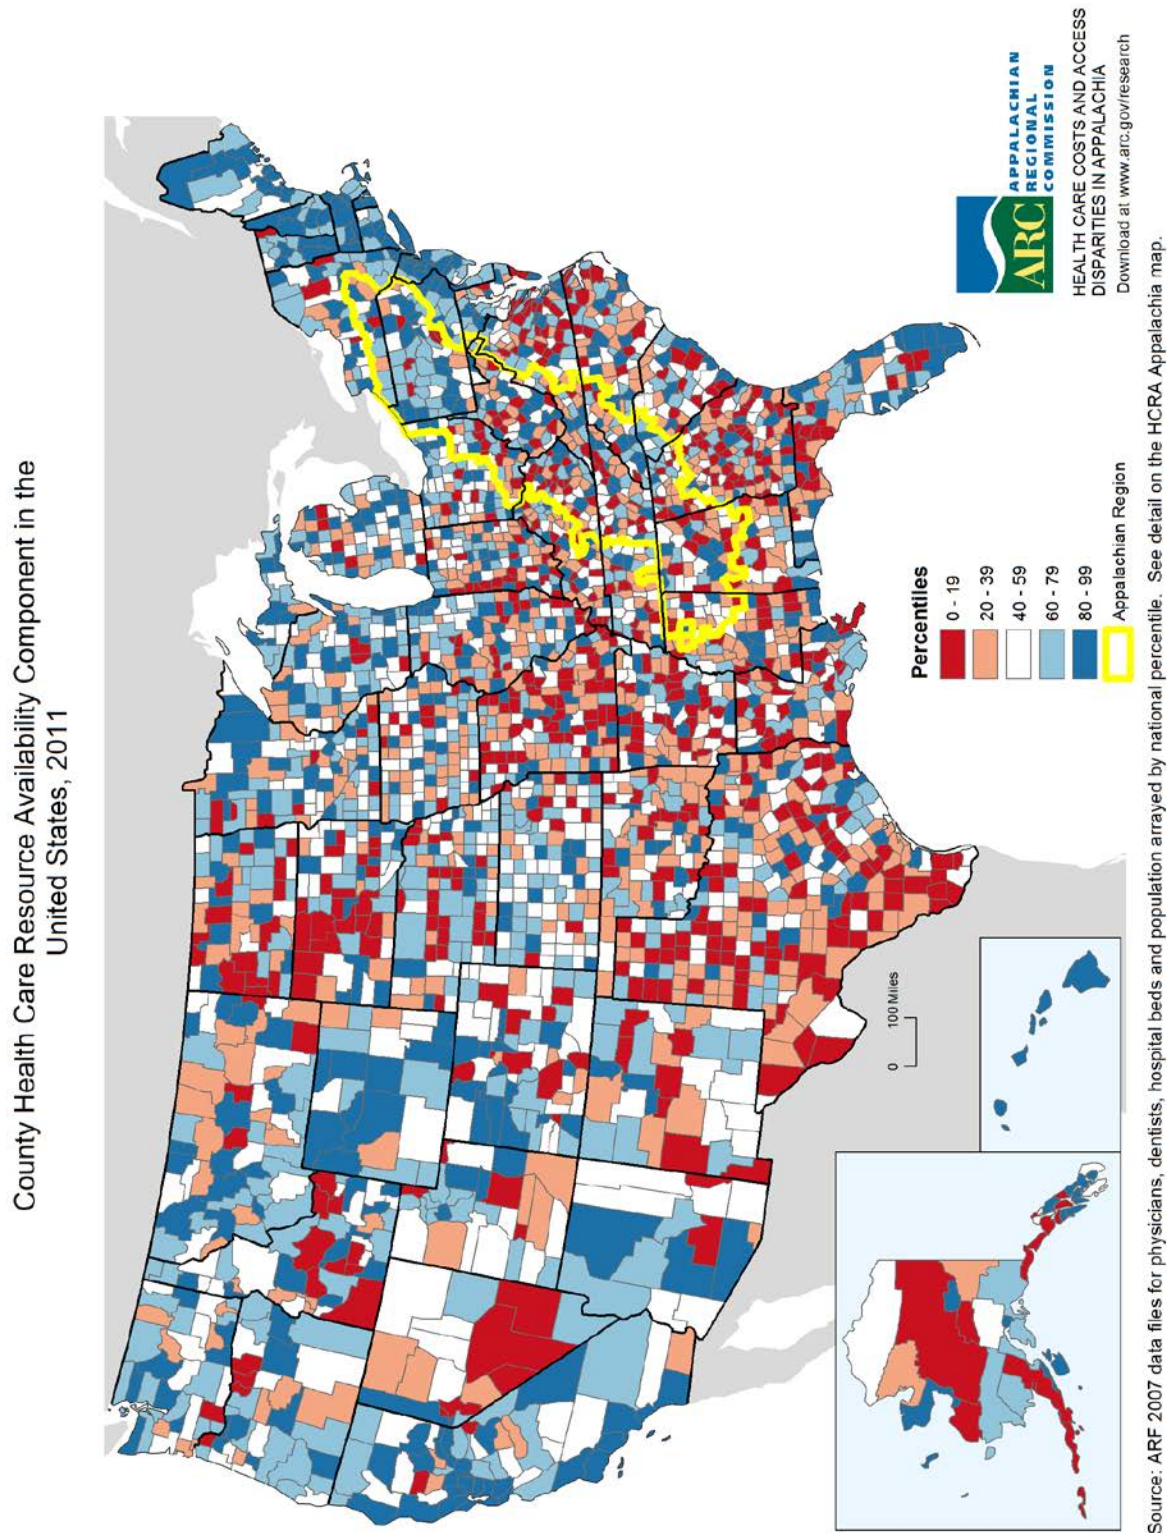 County Health Care Resource Availability Component in the
United States, 2011
ARC
APPALACHIAN
REGIONAL
COMMISSION
HEALTH CARE COSTS AND ACCESS
DISPARITIES IN APPALACHIA
Download at www.arc.gov/research
0 100 Miles
Percentiles
0 - 19
20 - 39
40 - 59
60 - 79
80 - 99
Appalachian Region
Source: ARF 2007 data files for physicians, dentists, hospital beds and population arrayed by national percentile. See detail on the HCRA Appalachia map.